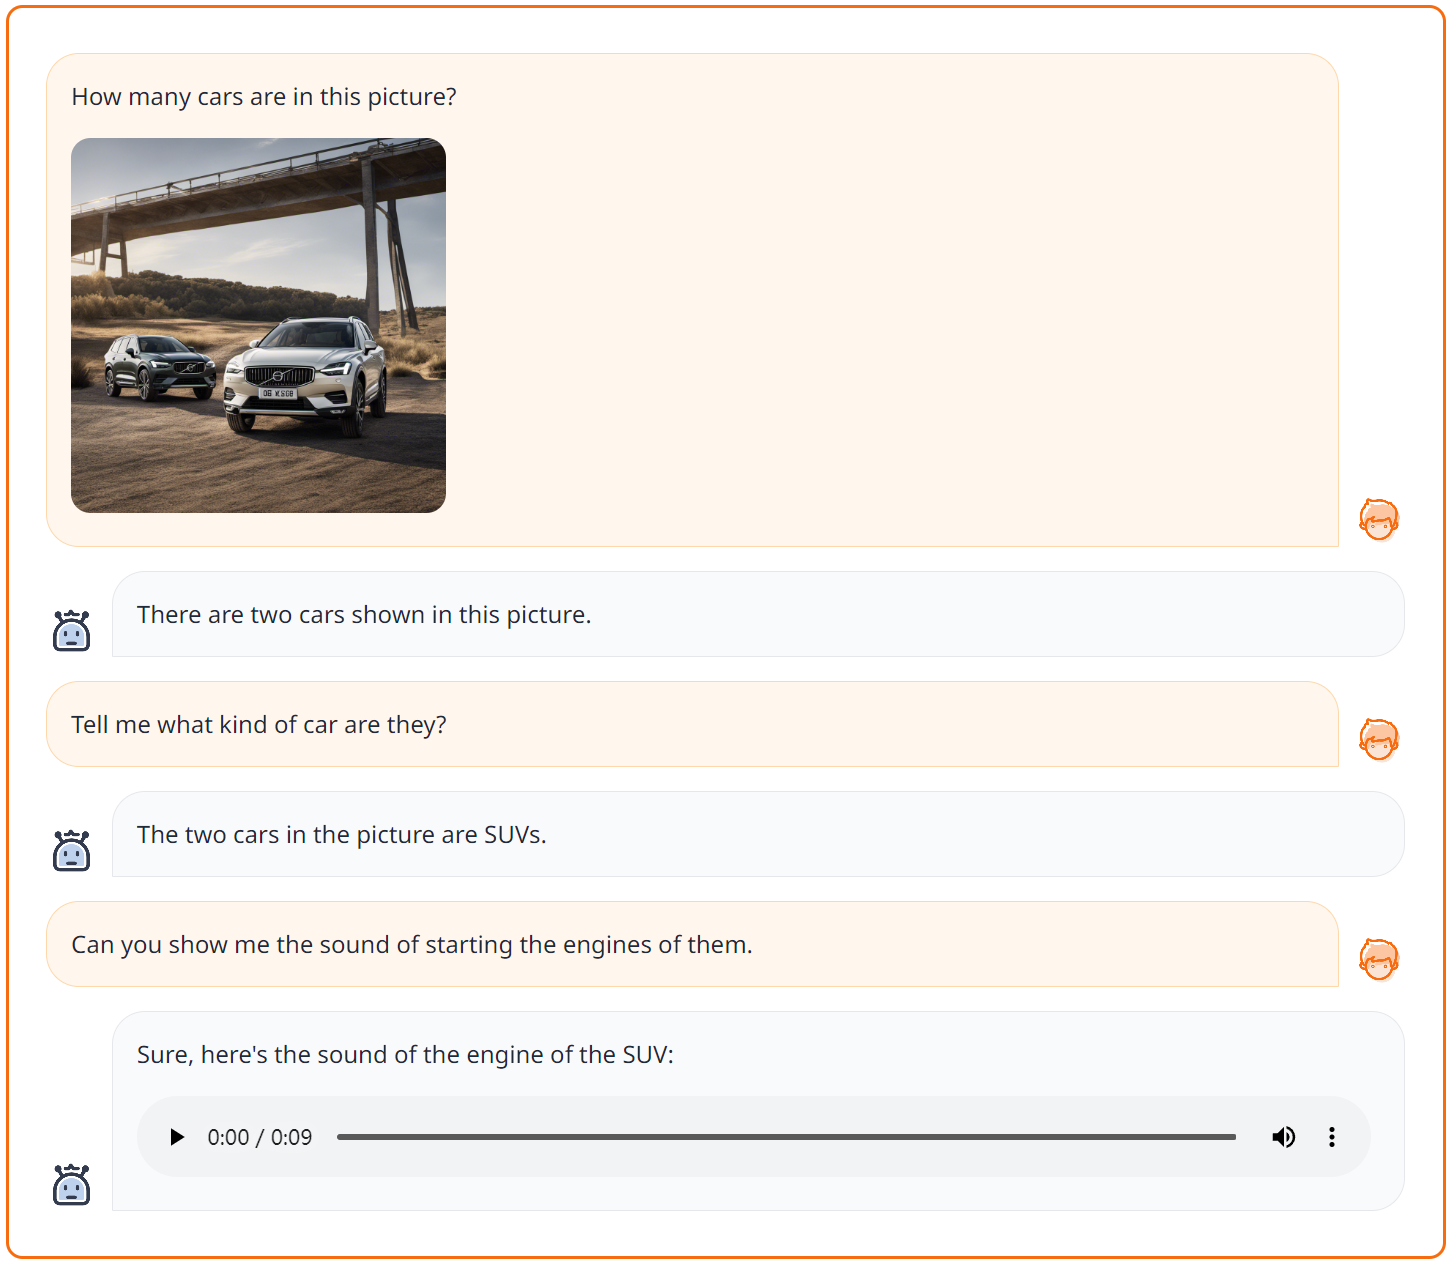 How many cars are in this picture?
There are two cars shown in this picture.
Tell me what kind of car are they?
The two cars in the picture are SUVs.
Can you show me the sound of starting the engines of them.
Sure, here's the sound of the engine of the SUV:
0:00 / 0:09